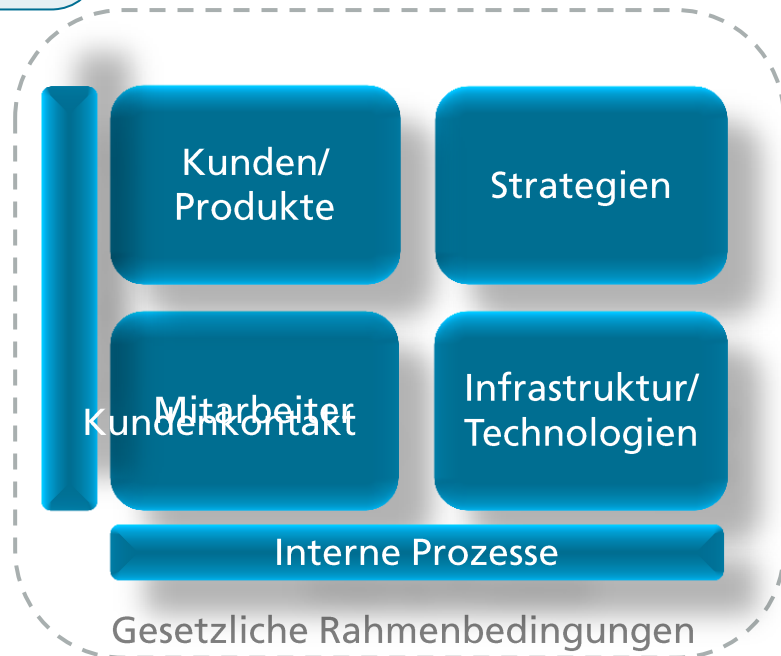 Kunden/
Produkte
Strategien
Mitarbeiter
Kundenkontakt
Infrastruktur/
Technologien
Interne Prozesse
Gesetzliche Rahmenbedingungen